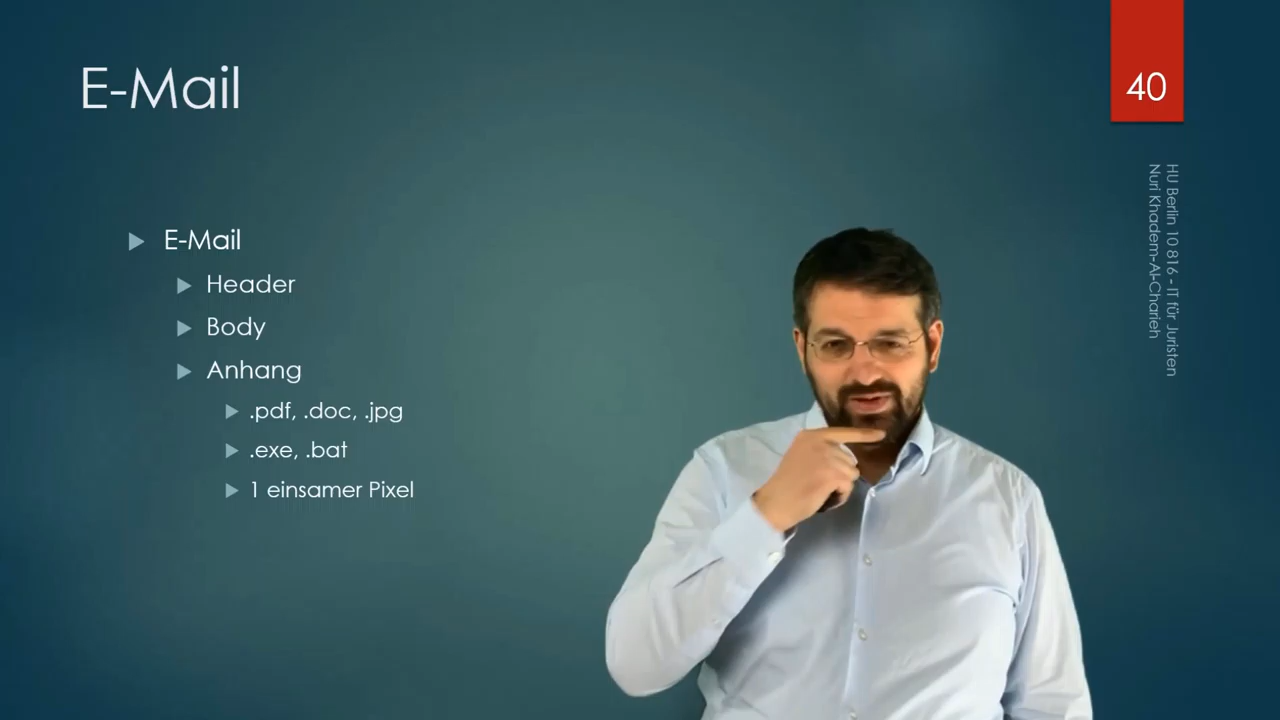 E-Mail
40
HU Berlin 10 816 - IT für Juristen
Nuri Khadem-Al-Charieh
E-Mail
Header
Body
Anhang
.pdf, .doc, .jpg
.exe, .bat
1 einsamer Pixel